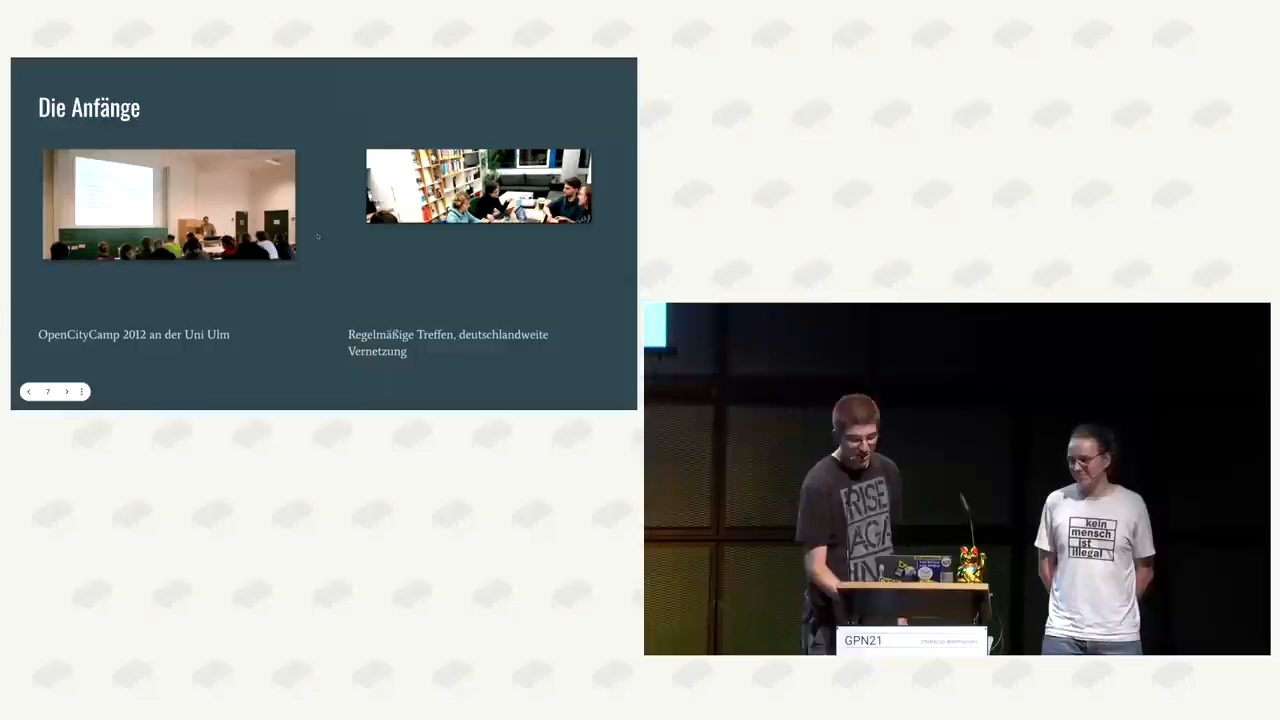 Die Anfänge
OpenCityCamp 2012 an der Uni Ulm
Regelmäßige Treffen, deutschlandweite
Vernetzung
7
RISE
AGA
IN
kein
mensch
ist
illegal
GPN21